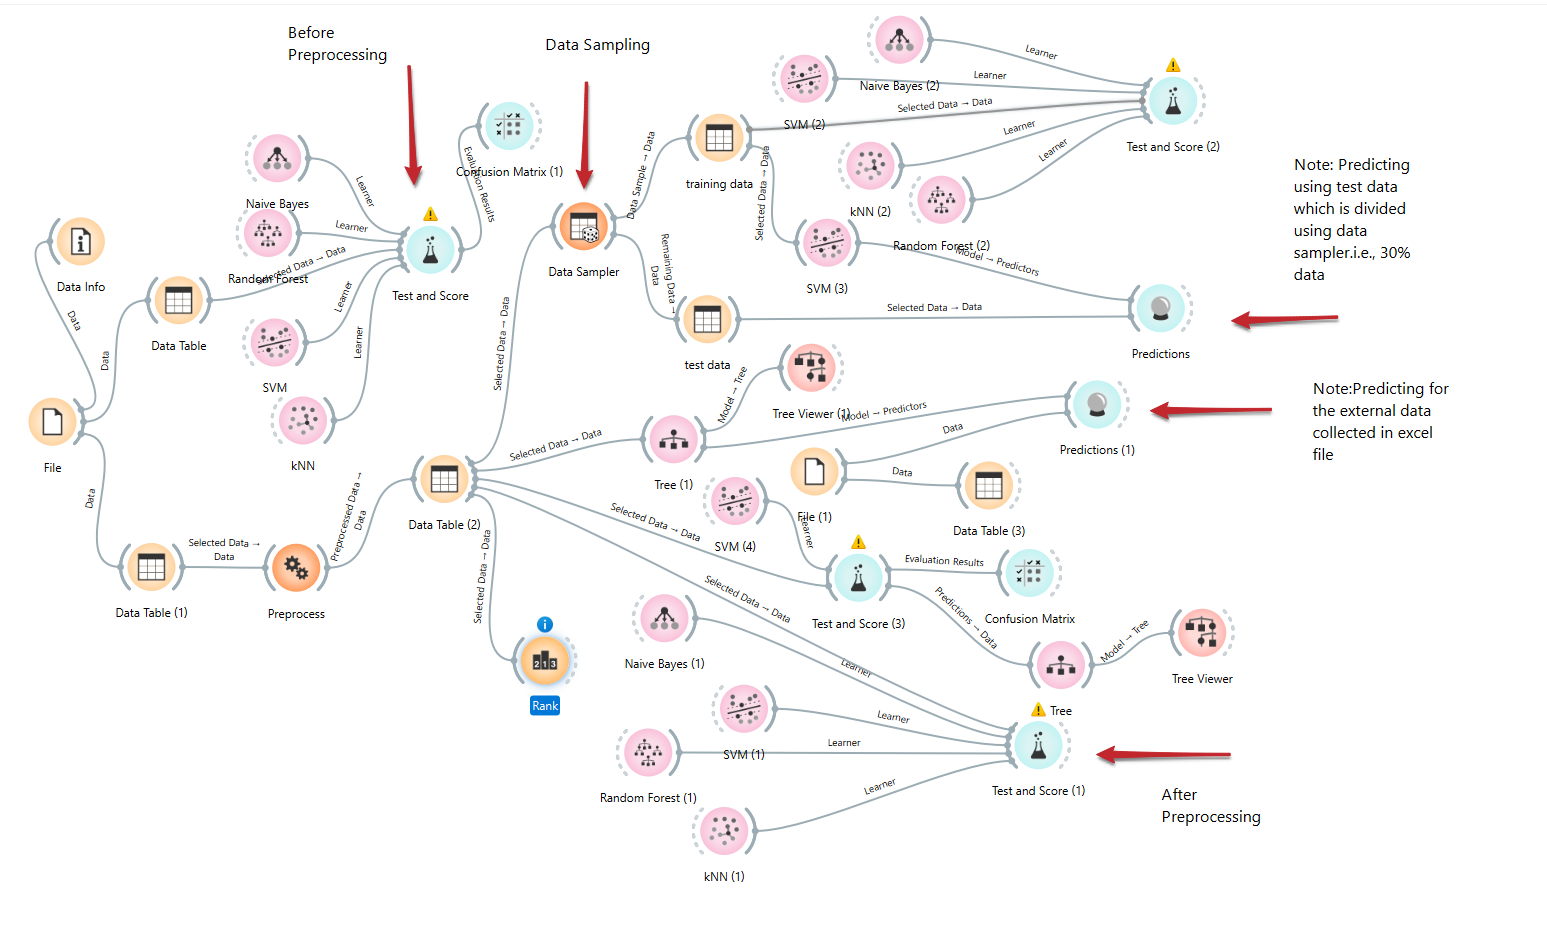 Before
Preprocessing
Data Sampling
Naive Bayes (2)
Learner
SVM (2)
Learner
Selected Data → Data
Learner
Learner
Test and Score (2)
kNN (2)
Random Forest (2)
training data
Data Sample → Data
Selected Data → Data
Confusion Matrix (1)
Evaluation Results
Naive Bayes
Learner
Random Forest
Learner
Selected Data → Data
Learner
Learner
Test and Score
Data Info
Data
Data
Data Table
SVM
kNN
File
Data
Data Sampler
Remaining Data →
Data
Selected Data → Data
SVM (3)
Model → Predictors
Selected Data → Data
test data
Predictions
Note: Predicting
using test data
which is divided
using data
sampler.i.e., 30%
data
Tree Viewer (1)
Model → Tree
Model → Predictors
Tree (1)
Selected Data → Data
Data
Predictions (1)
Note:Predicting for
the external data
collected in excel
file
File (1)
Data
Data Table (3)
SVM (4)
Learner
Data Table (2)
Preprocessed Data →
Data
Selected Data →
Data
Data Table (1)
Preprocess
Selected Data → Data
Selected Data → Data
Selected Data → Data
Test and Score (3)
Evaluation Results
Confusion Matrix
Predictions → Data
Tree
Model → Tree
Tree Viewer
213
Rank
Naive Bayes (1)
Learner
SVM (1)
Learner
Random Forest (1)
Learner
kNN (1)
Learner
Test and Score (1)
After
Preprocessing